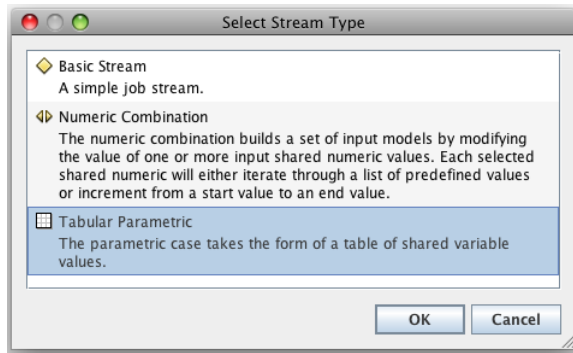 Select Stream Type
Basic Stream
A simple job stream.
Numeric Combination
The numeric combination builds a set of input models by modifying
the value of one or more input shared numeric values. Each selected
shared numeric will either iterate through a list of predefined values
or increment from a start value to an end value.
Tabular Parametric
The parametric case takes the form of a table of shared variable
values.
OK Cancel